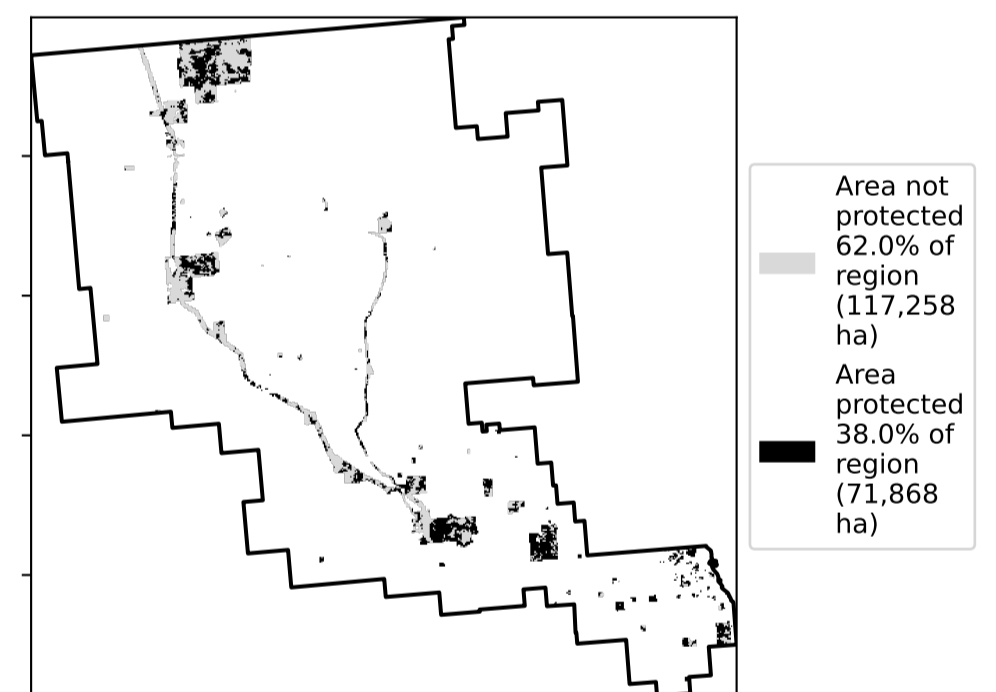 Area not
protected
62.0% of
region
(117,258
ha)
Area
protected
38.0% of
region
(71,868
ha)